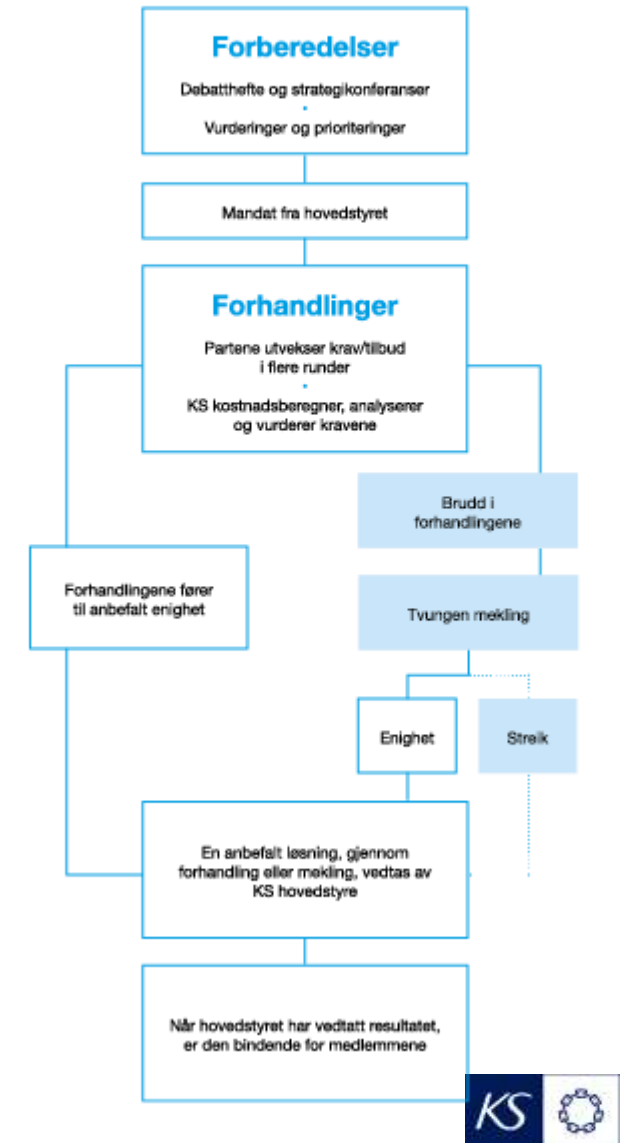 Forberedelser
Debatthefte og strategikonferanser
Vurderinger og prioriteringer
Mandat fra hovedstyret
Forhandlinger
Partene utvekser krav/tilbud
i flere runder
KS kostnadsberegner, analyserer
og vurderer kravene
Brudd i
forhandlingene
Forhandlingene fører
til anbefalt enighet
Tvungen mekling
Enighet
Streik
En anbefalt løsning, gjennom
forhandling eller mekling, vedtas av
KS hovedstyre
Når hovedstyret har vedtatt resultatet,
er den bindende for medlemmene
KS